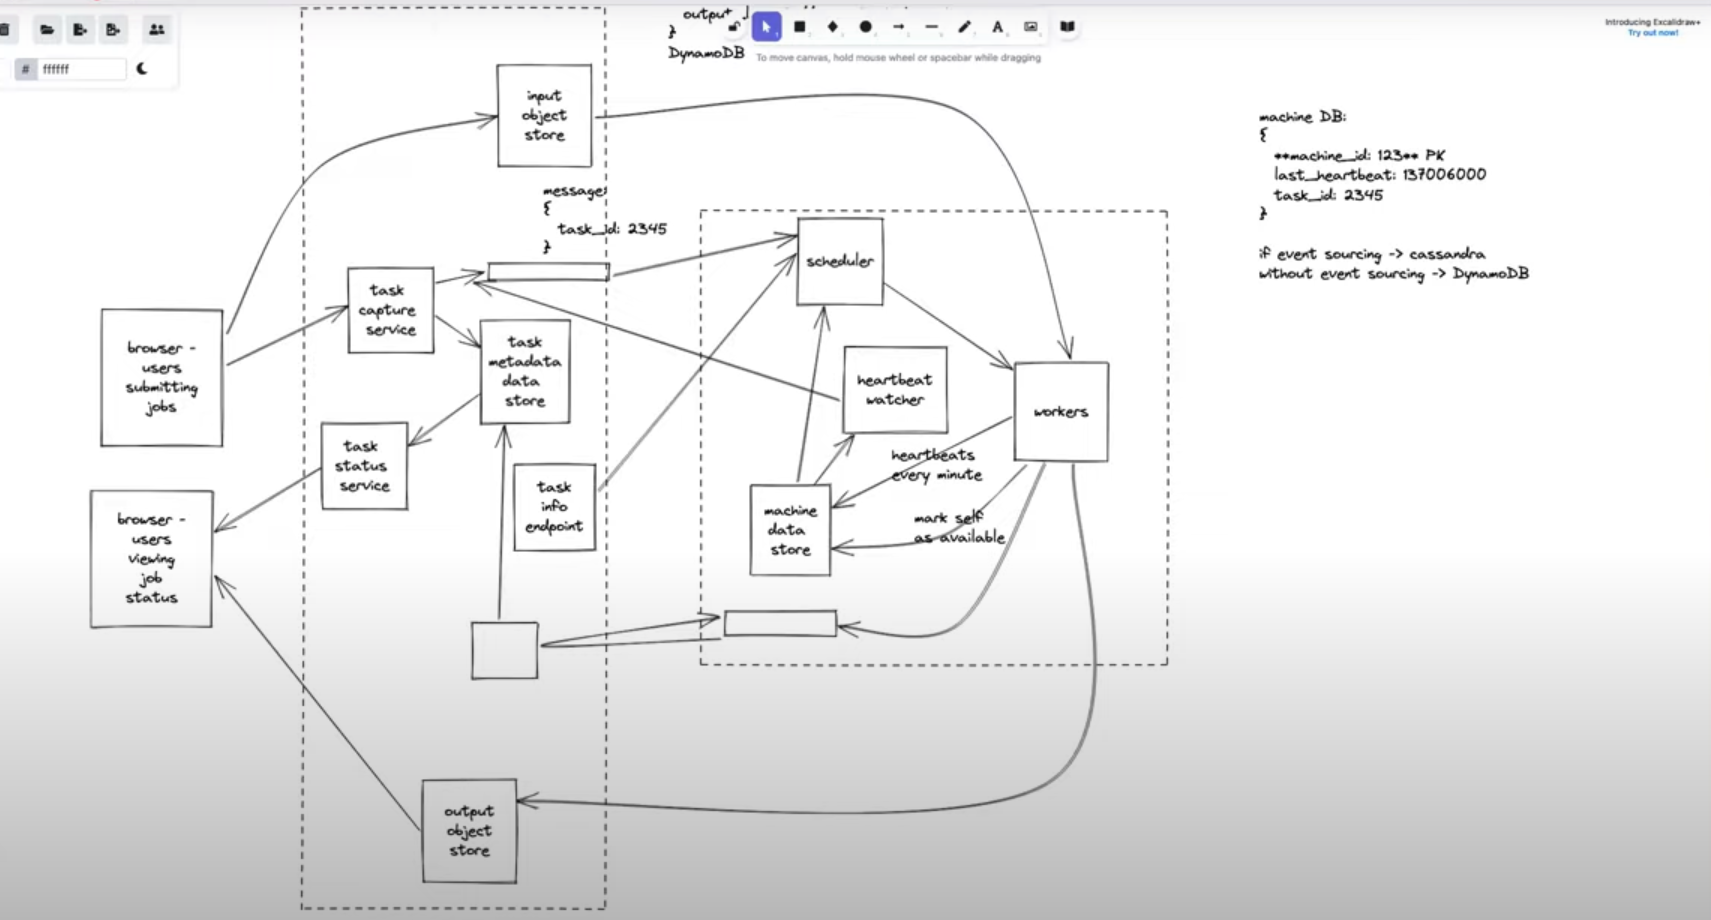 output
}
DynamoDB
To move canvas, hold mouse wheel or spacebar while dragging
Introducing Excalidraw+
Try out now!
#
ffffff
input
object
store
message:
{
task_id: 2345
}
machine DB:
{
**machine_id: 123** PK
last_heartbeat: 137006000
task_id: 2345
}
if event sourcing -> cassandra
without event sourcing -> DynamoDB
scheduler
task
capture
service
browser -
users
submitting
jobs
task
metadata
data
store
heartbeat
watcher
workers
task
status
service
heartbeats
every minute
task
info
endpoint
machine
data
store
mark self
as available
browser -
users
viewing
job
status
output
object
store